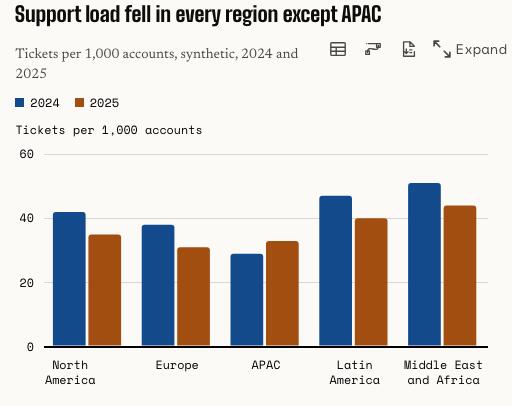 Support load fell in every region except APAC
Tickets per 1,000 accounts, synthetic, 2024 and
2025
Expand
2024 2025
Tickets per 1,000 accounts
60
40
20
0
North
America
Europe
APAC
Latin
America
Middle East
and Africa